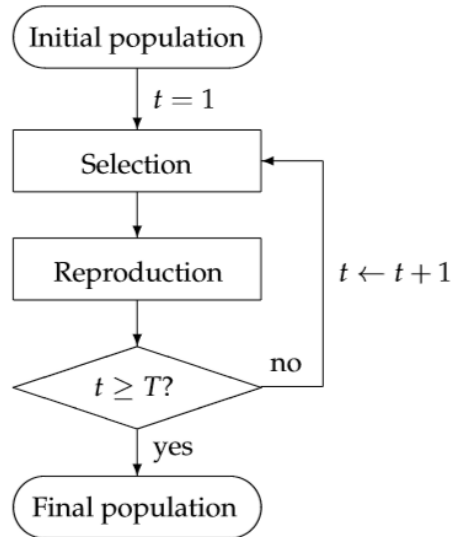 Initial population
t = 1
Selection
Reproduction
t ← t + 1
t ≥ T?
no
yes
Final population